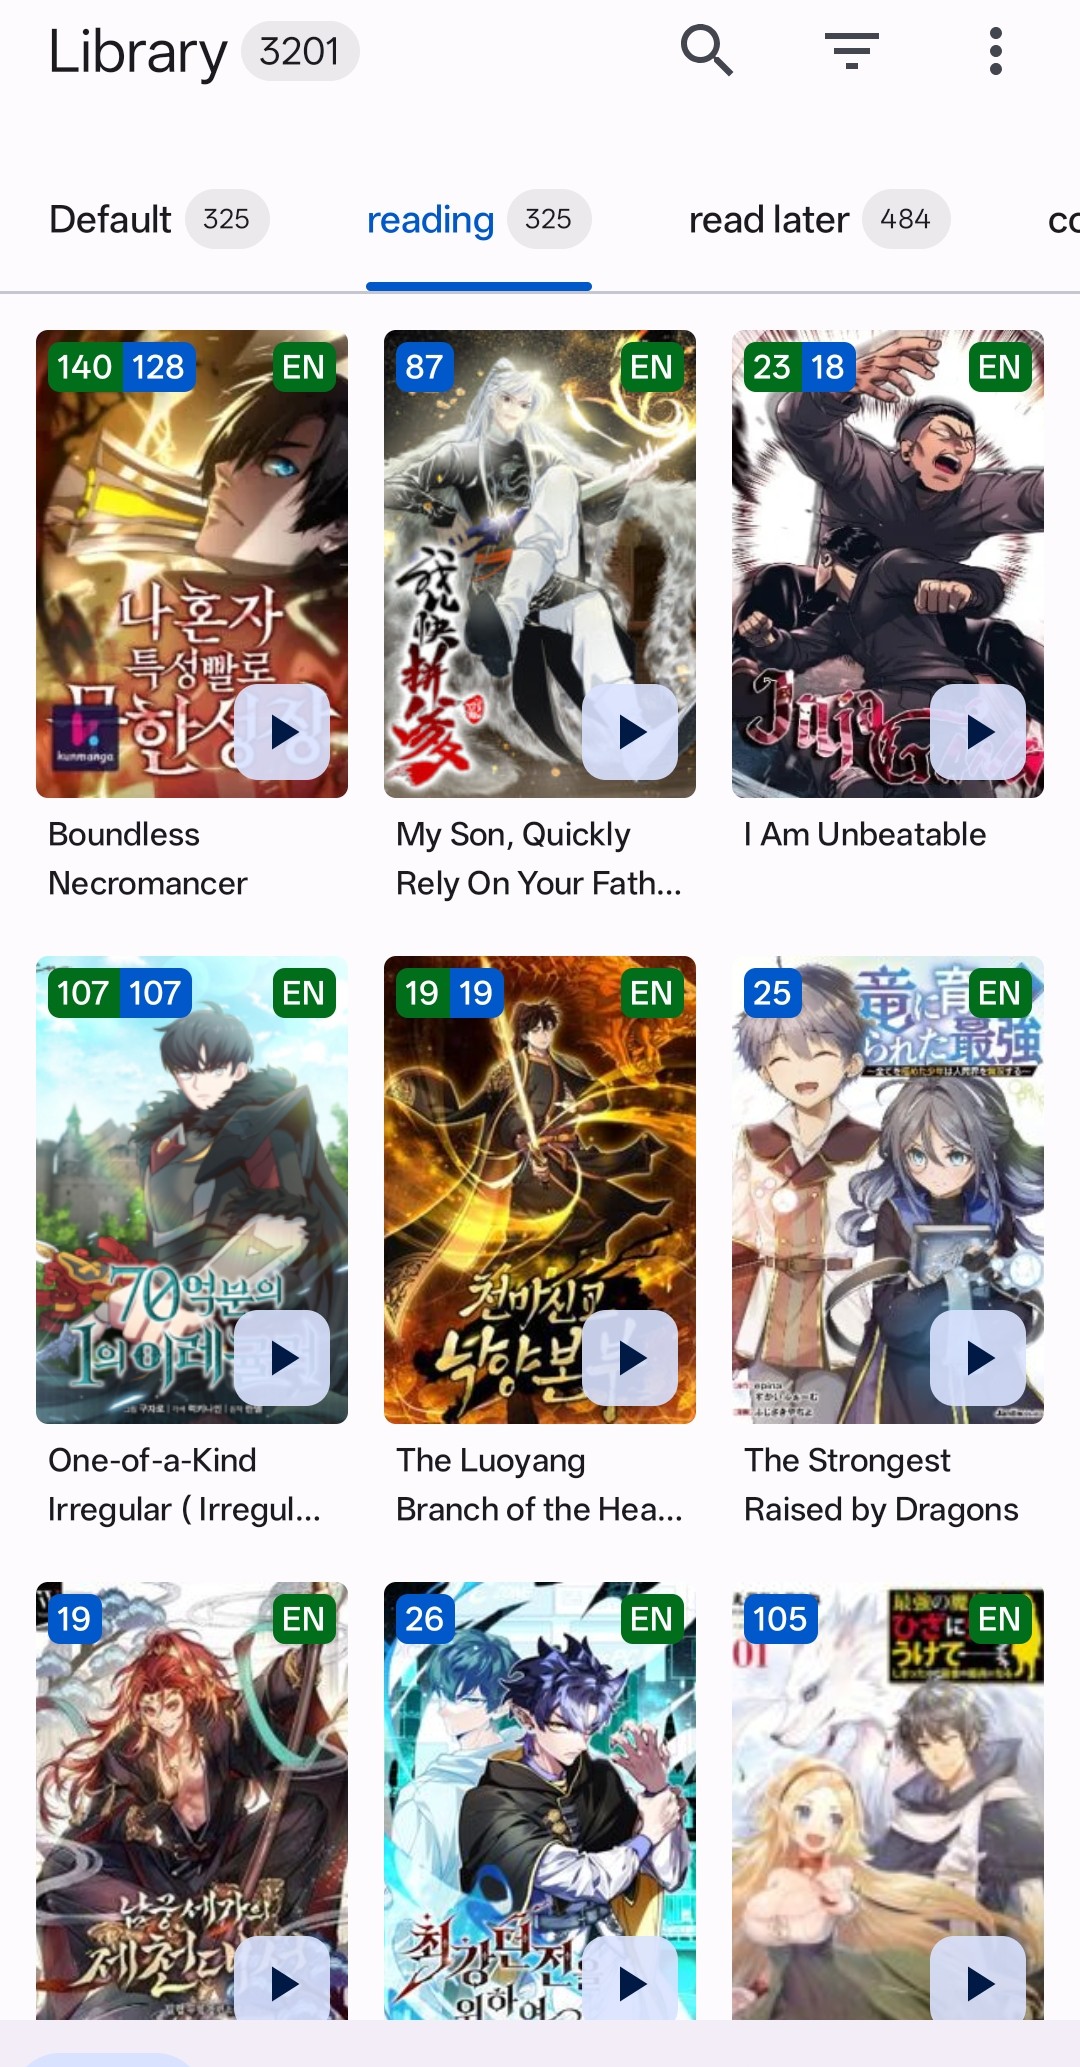 Library 3201
Default 325 reading 325 read later 484 co
140 128 EN
87 EN
23 18 EN
나 혼자
특성빨로
무한성장
kunmanga
Boundless
Necromancer
My Son, Quickly
Rely On Your Fath...
I Am Unbeatable
107 107 EN
19 19 EN
25 EN
竜に育
られた最強
70억분의
1의 이레귤러
천마신교
낙양본부
epina
The Luoyang
Branch of the Hea...
One-of-a-Kind
Irregular ( Irregul...
The Strongest
Raised by Dragons
19 EN
26 EN
105 EN
01
最強の魔
ひざに
うけて
남궁세가의
제천대성
최강던전을
위하여